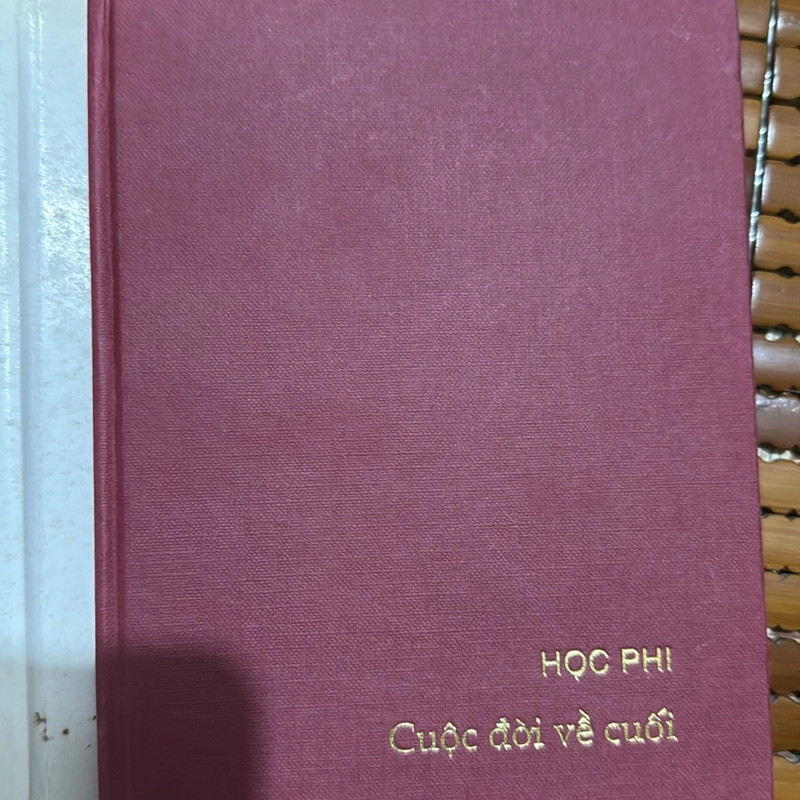 HỌC PHI
Cuộc đời về cuối